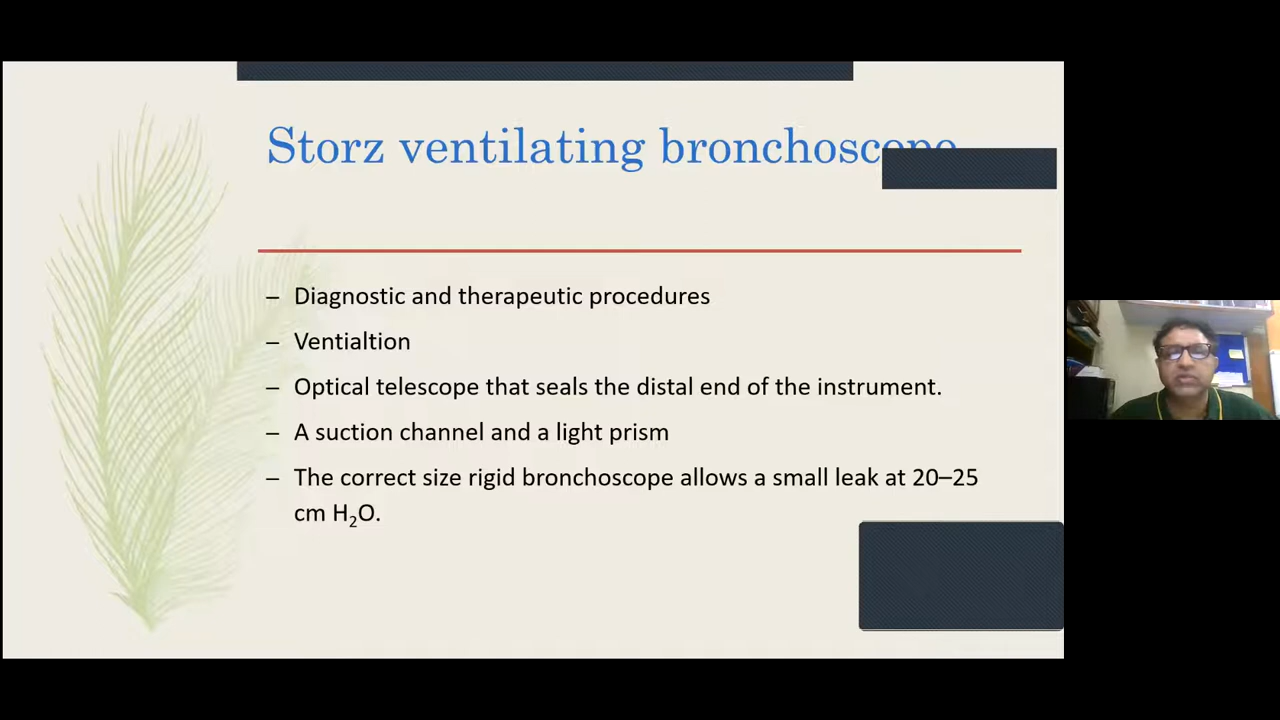 Storz ventilating bronchoscope
– Diagnostic and therapeutic procedures
– Ventialtion
– Optical telescope that seals the distal end of the instrument.
– A suction channel and a light prism
– The correct size rigid bronchoscope allows a small leak at 20–25
cm H₂O.